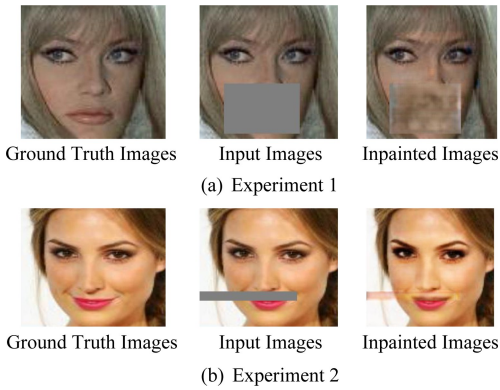 Ground Truth Images Input Images Inpainted Images
(a) Experiment 1
Ground Truth Images Input Images Inpainted Images
(b) Experiment 2